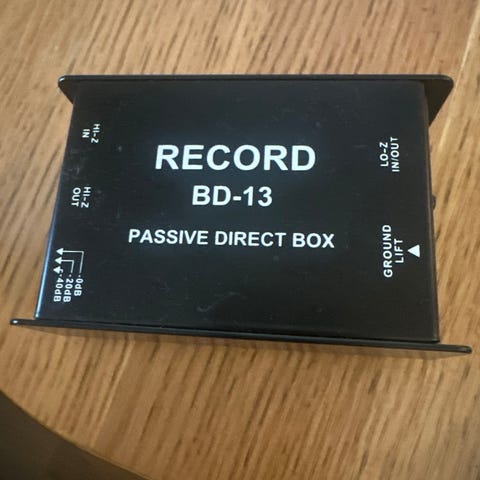 RECORD
BD-13
PASSIVE DIRECT BOX
HI-Z
IN
HI-Z
OUT
0dB
-20dB
-40dB
LO-Z
IN/OUT
GROUND
LIFT